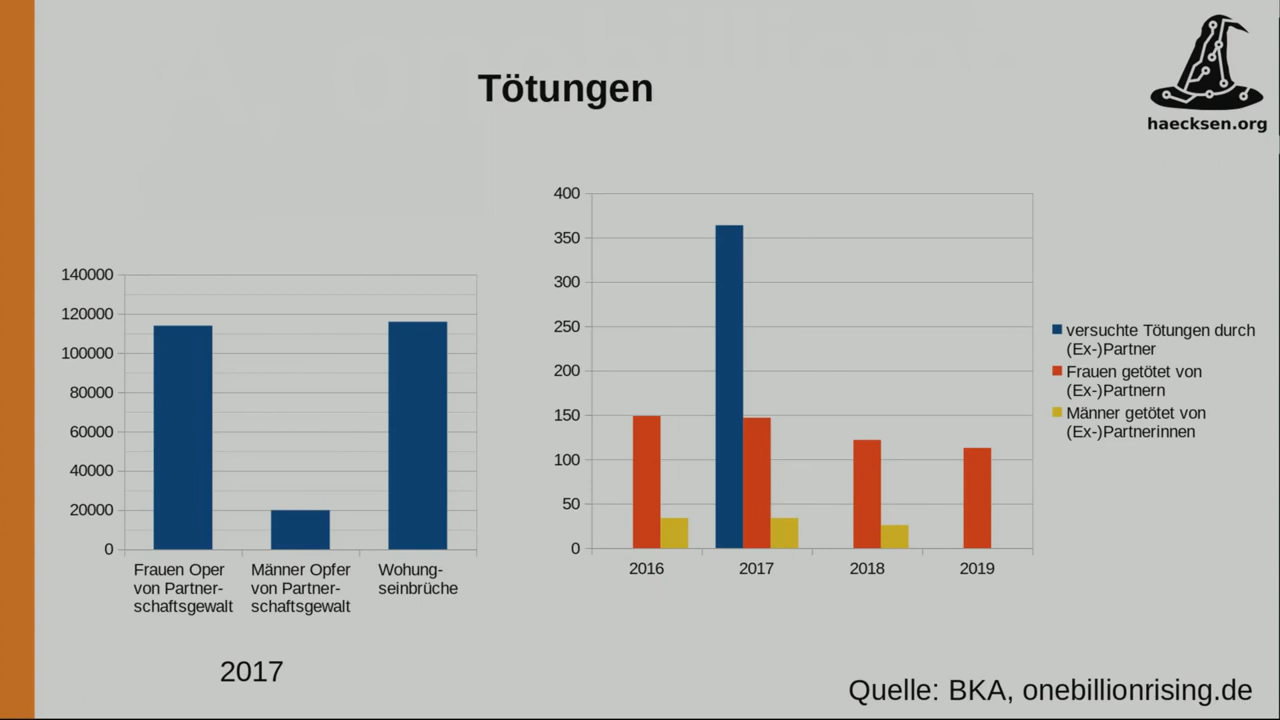 Tötungen
haecksen.org
140000
120000
100000
80000
60000
40000
20000
0
Frauen Oper
von Partner-
schaftsgewalt
Männer Opfer
von Partner-
schaftsgewalt
Wohung-
seinbrüche
2017
400
350
300
250
200
150
100
50
0
2016
2017
2018
2019
versuchte Tötungen durch
(Ex-)Partner
Frauen getötet von
(Ex-)Partnern
Männer getötet von
(Ex-)Partnerinnen
Quelle: BKA, onebillionrising.de